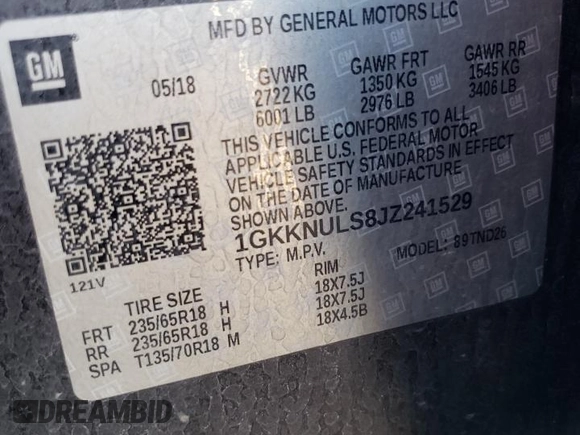 MFD BY GENERAL MOTORS LLC
GM
05/18
GVWR GAWR FRT GAWR RR
2722 KG 1350 KG 1545 KG
6001 LB 2976 LB 3406 LB
THIS VEHICLE CONFORMS TO ALL
APPLICABLE U.S. FEDERAL MOTOR
VEHICLE SAFETY STANDARDS IN EFFECT
ON THE DATE OF MANUFACTURE
SHOWN ABOVE.
1GKKNULS8JZ241529
TYPE: M.P.V. MODEL: 89TND26
121V
TIRE SIZE RIM
FRT 235/65R18 H 18X7.5J
RR 235/65R18 H 18X7.5J
SPA T135/70R18 M 18X4.5B
DREAMBID